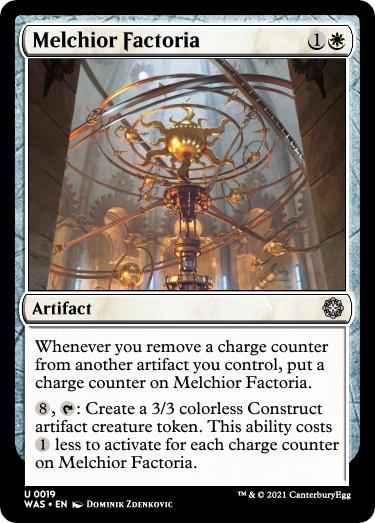 Melchior Factoria 1
Artifact
Whenever you remove a charge counter
from another artifact you control, put a
charge counter on Melchior Factoria.
8, : Create a 3/3 colorless Construct
artifact creature token. This ability costs
1 less to activate for each charge counter
on Melchior Factoria.
U 0019
WAS • EN Dominik Zdenkovic
™ & © 2021 CanterburyEgg